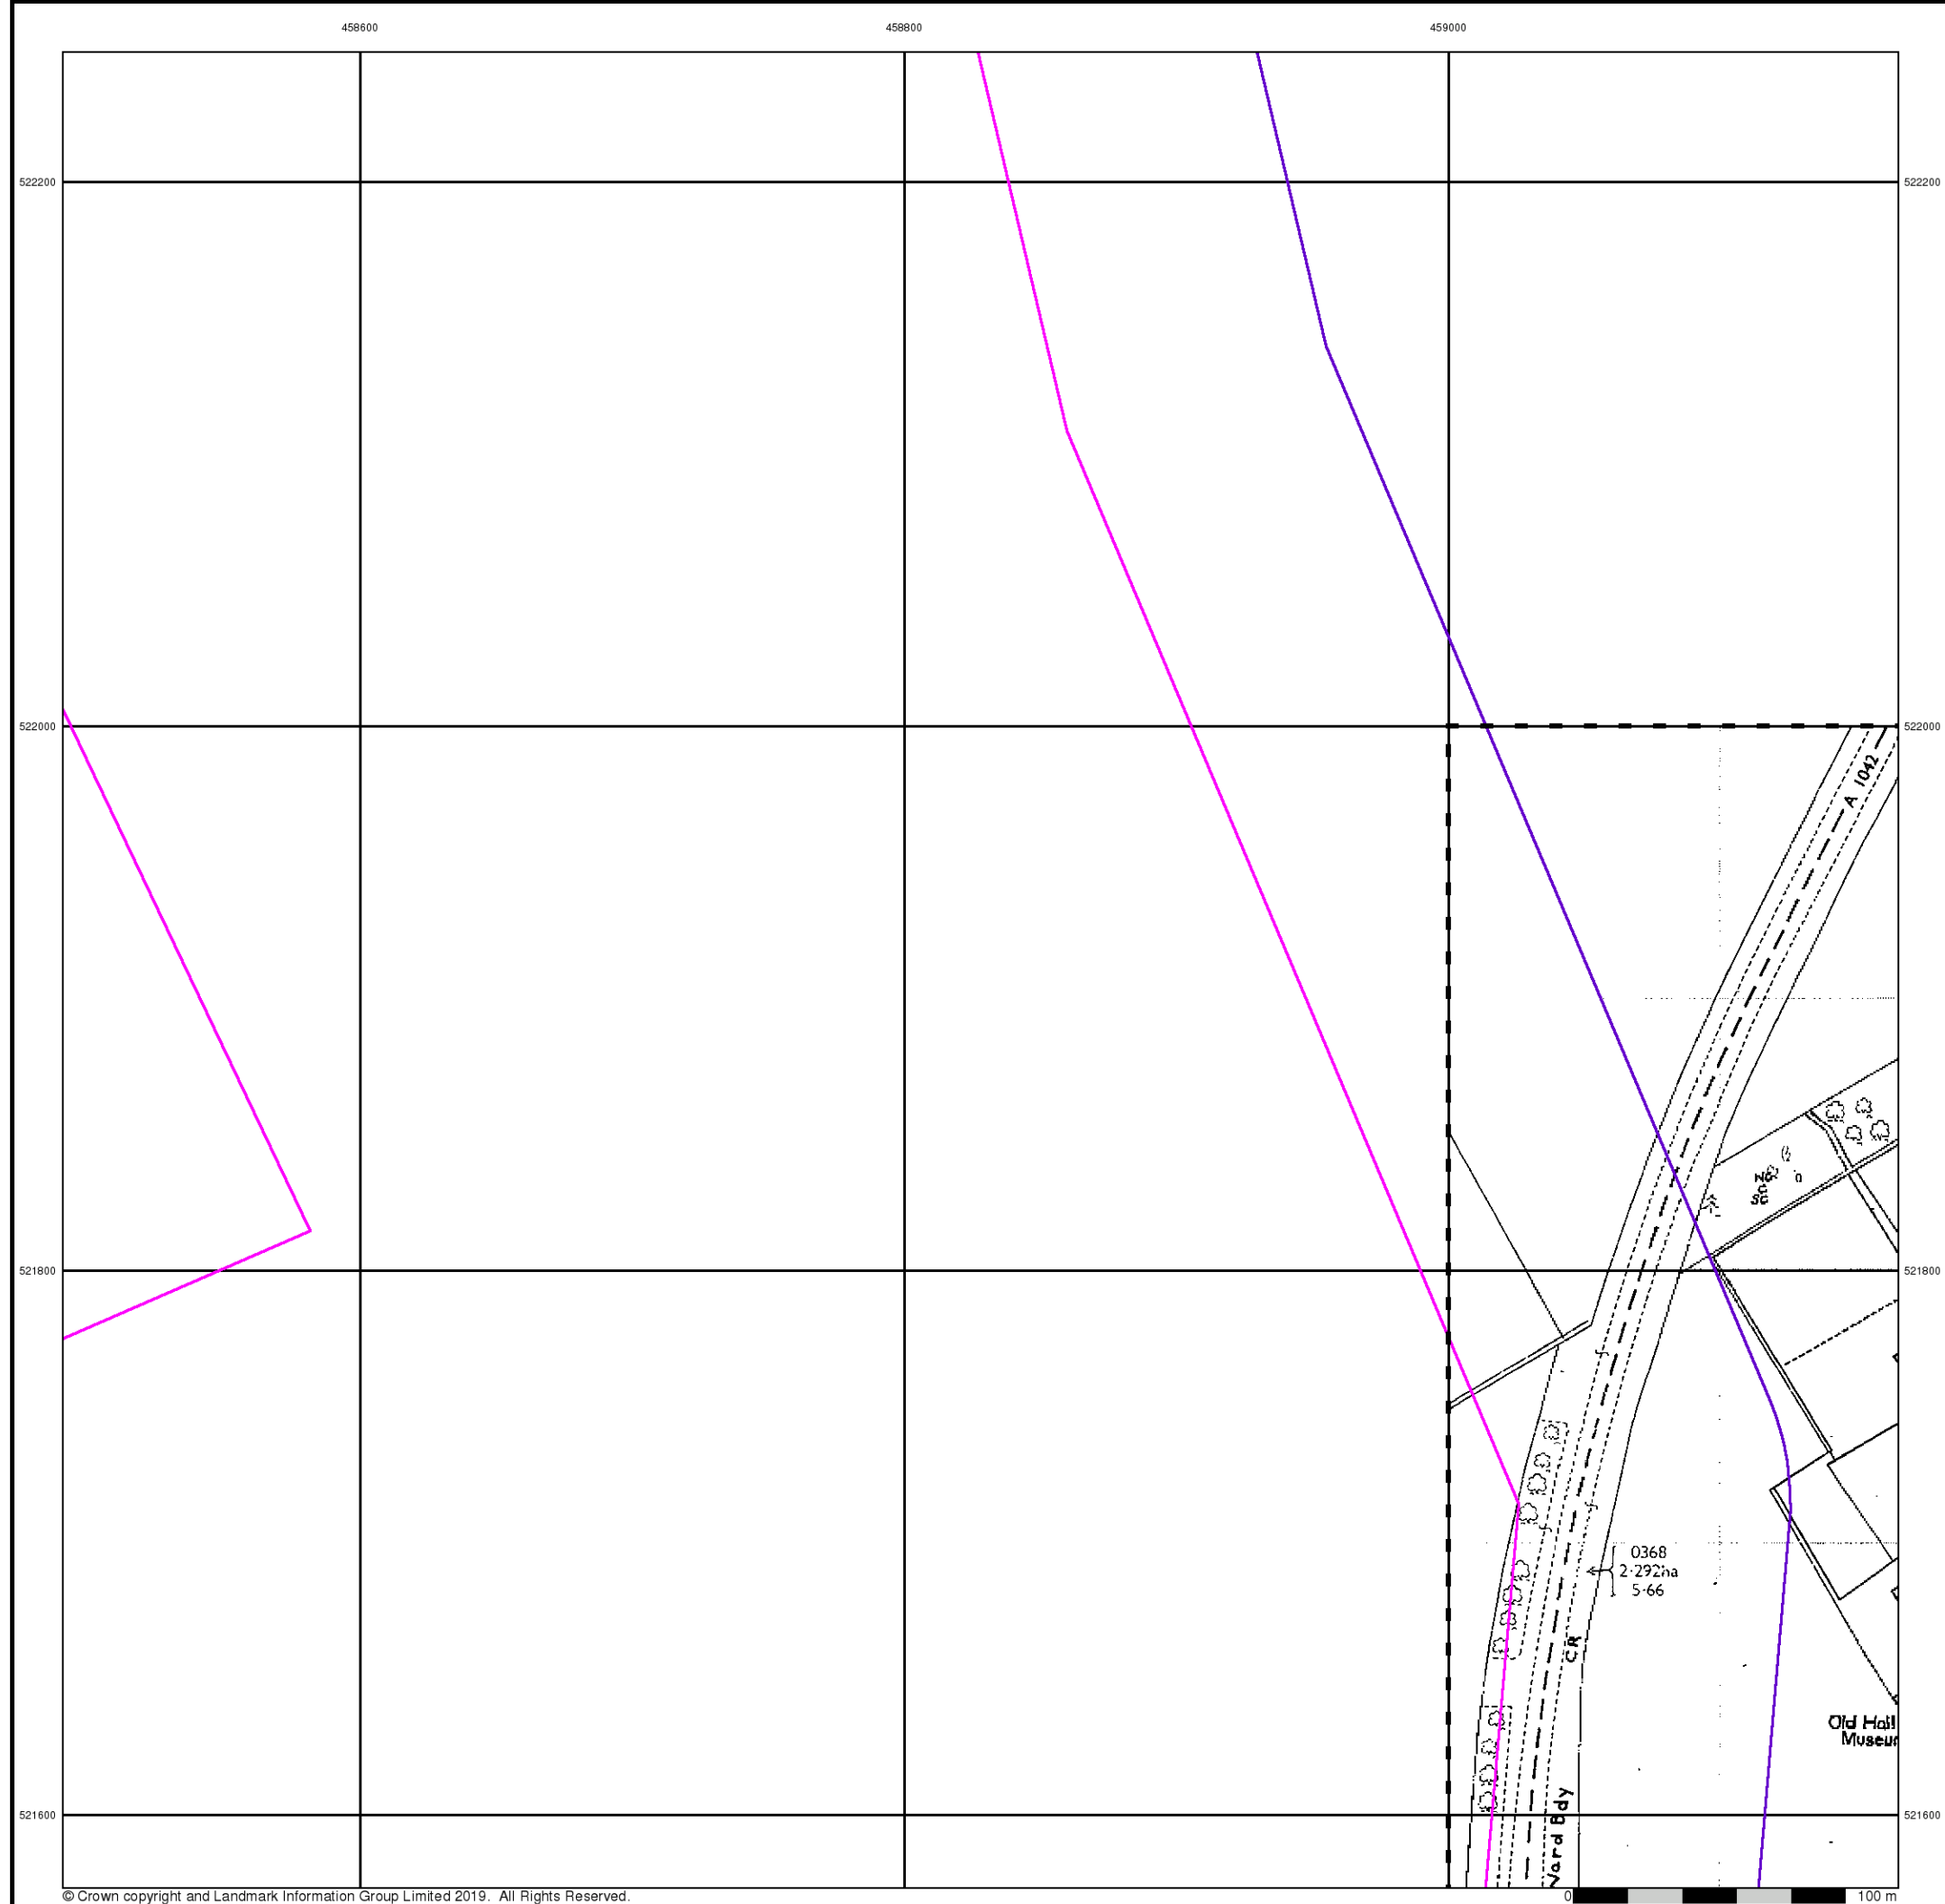 458600 458800 459000
522200 522200
522000 522000
A 1042
521800 521800
0368
2·292ha
5·66
CR
Old Hall
521600 521600
Bdy
© Crown copyright and Landmark Information Group Limited 2019. All Rights Reserved.
0 100 m